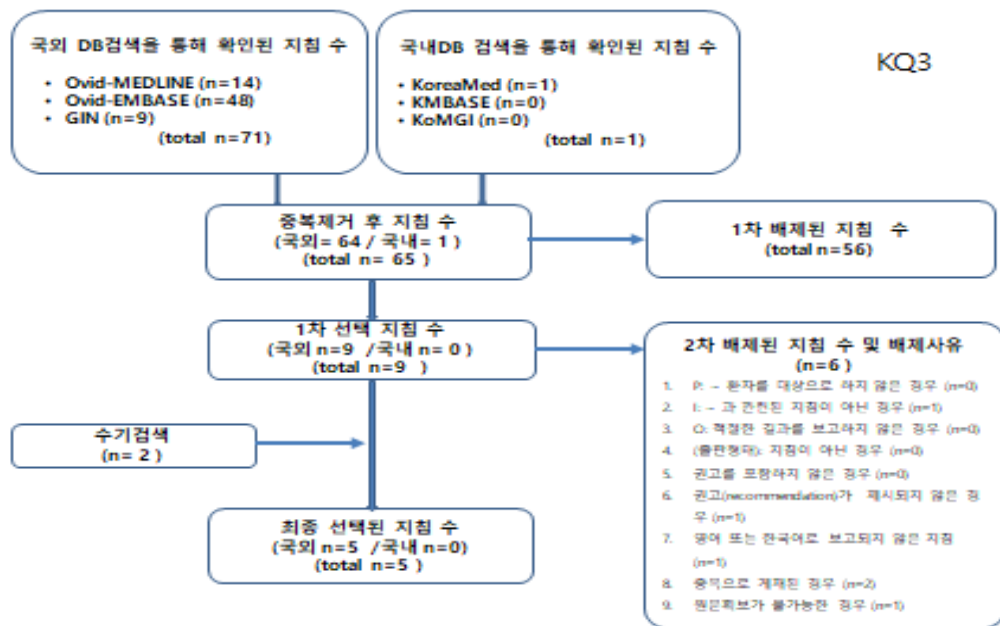 국외 DB검색을 통해 확인된 지침 수
• Ovid-MEDLINE (n=14)
• Ovid-EMBASE (n=48)
• GIN (n=9)
(total n=71)
국내DB 검색을 통해 확인된 지침 수
• KoreaMed (n=1)
• KMBASE (n=0)
• KoMGI (n=0)
(total n=1)
KQ3
중복제거 후 지침 수
(국외= 64 / 국내= 1 )
(total n= 65 )
1차 배제된 지침 수
(total n=56)
1차 선택 지침 수
(국외 n=9 /국내 n= 0 )
(total n=9 )
2차 배제된 지침 수 및 배제사유
(n=6 )
1. P: – 환자를 대상으로 하지 않은 경우 (n=0)
2. I: – 과 관련된 지침이 아닌 경우 (n=1)
3. O: 적절한 결과를 보고하지 않은 경우 (n=0)
4. (출판형태): 지침이 아닌 경우 (n=0)
5. 권고를 포함하지 않은 경우 (n=0)
6. 권고(recommendation)가 제시되지 않은 경
우 (n=1)
7. 영어 또는 한국어로 보고되지 않은 지침
(n=1)
8. 중복으로 게재된 경우 (n=2)
9. 원문확보가 불가능한 경우 (n=1)
수기검색
(n= 2 )
최종 선택된 지침 수
(국외 n=5 /국내 n=0)
(total n=5 )